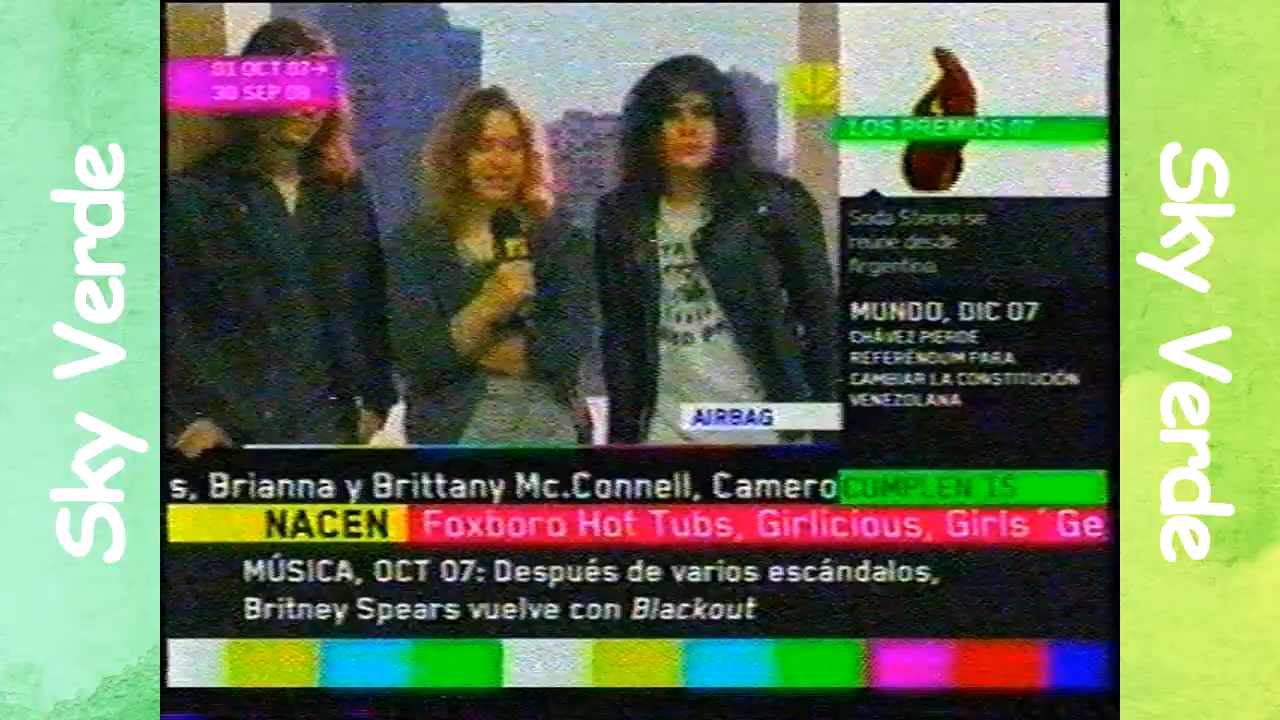 Sky Verde
01 OCT 07→
30 SEP 08
LOS PREMIOS 07
Soda Stereo se
reúne desde
Argentina
MUNDO, DIC 07
CHÁVEZ PIERDE
REFERÉNDUM PARA
CAMBIAR LA CONSTITUCIÓN
VENEZOLANA
AIRBAG
s, Brianna y Brittany Mc.Connell, Camero
CUMPLEN 15
NACEN
Foxboro Hot Tubs, Girlicious, Girls´Ge
MÚSICA, OCT 07: Después de varios escándalos,
Britney Spears vuelve con Blackout
Sky Verde